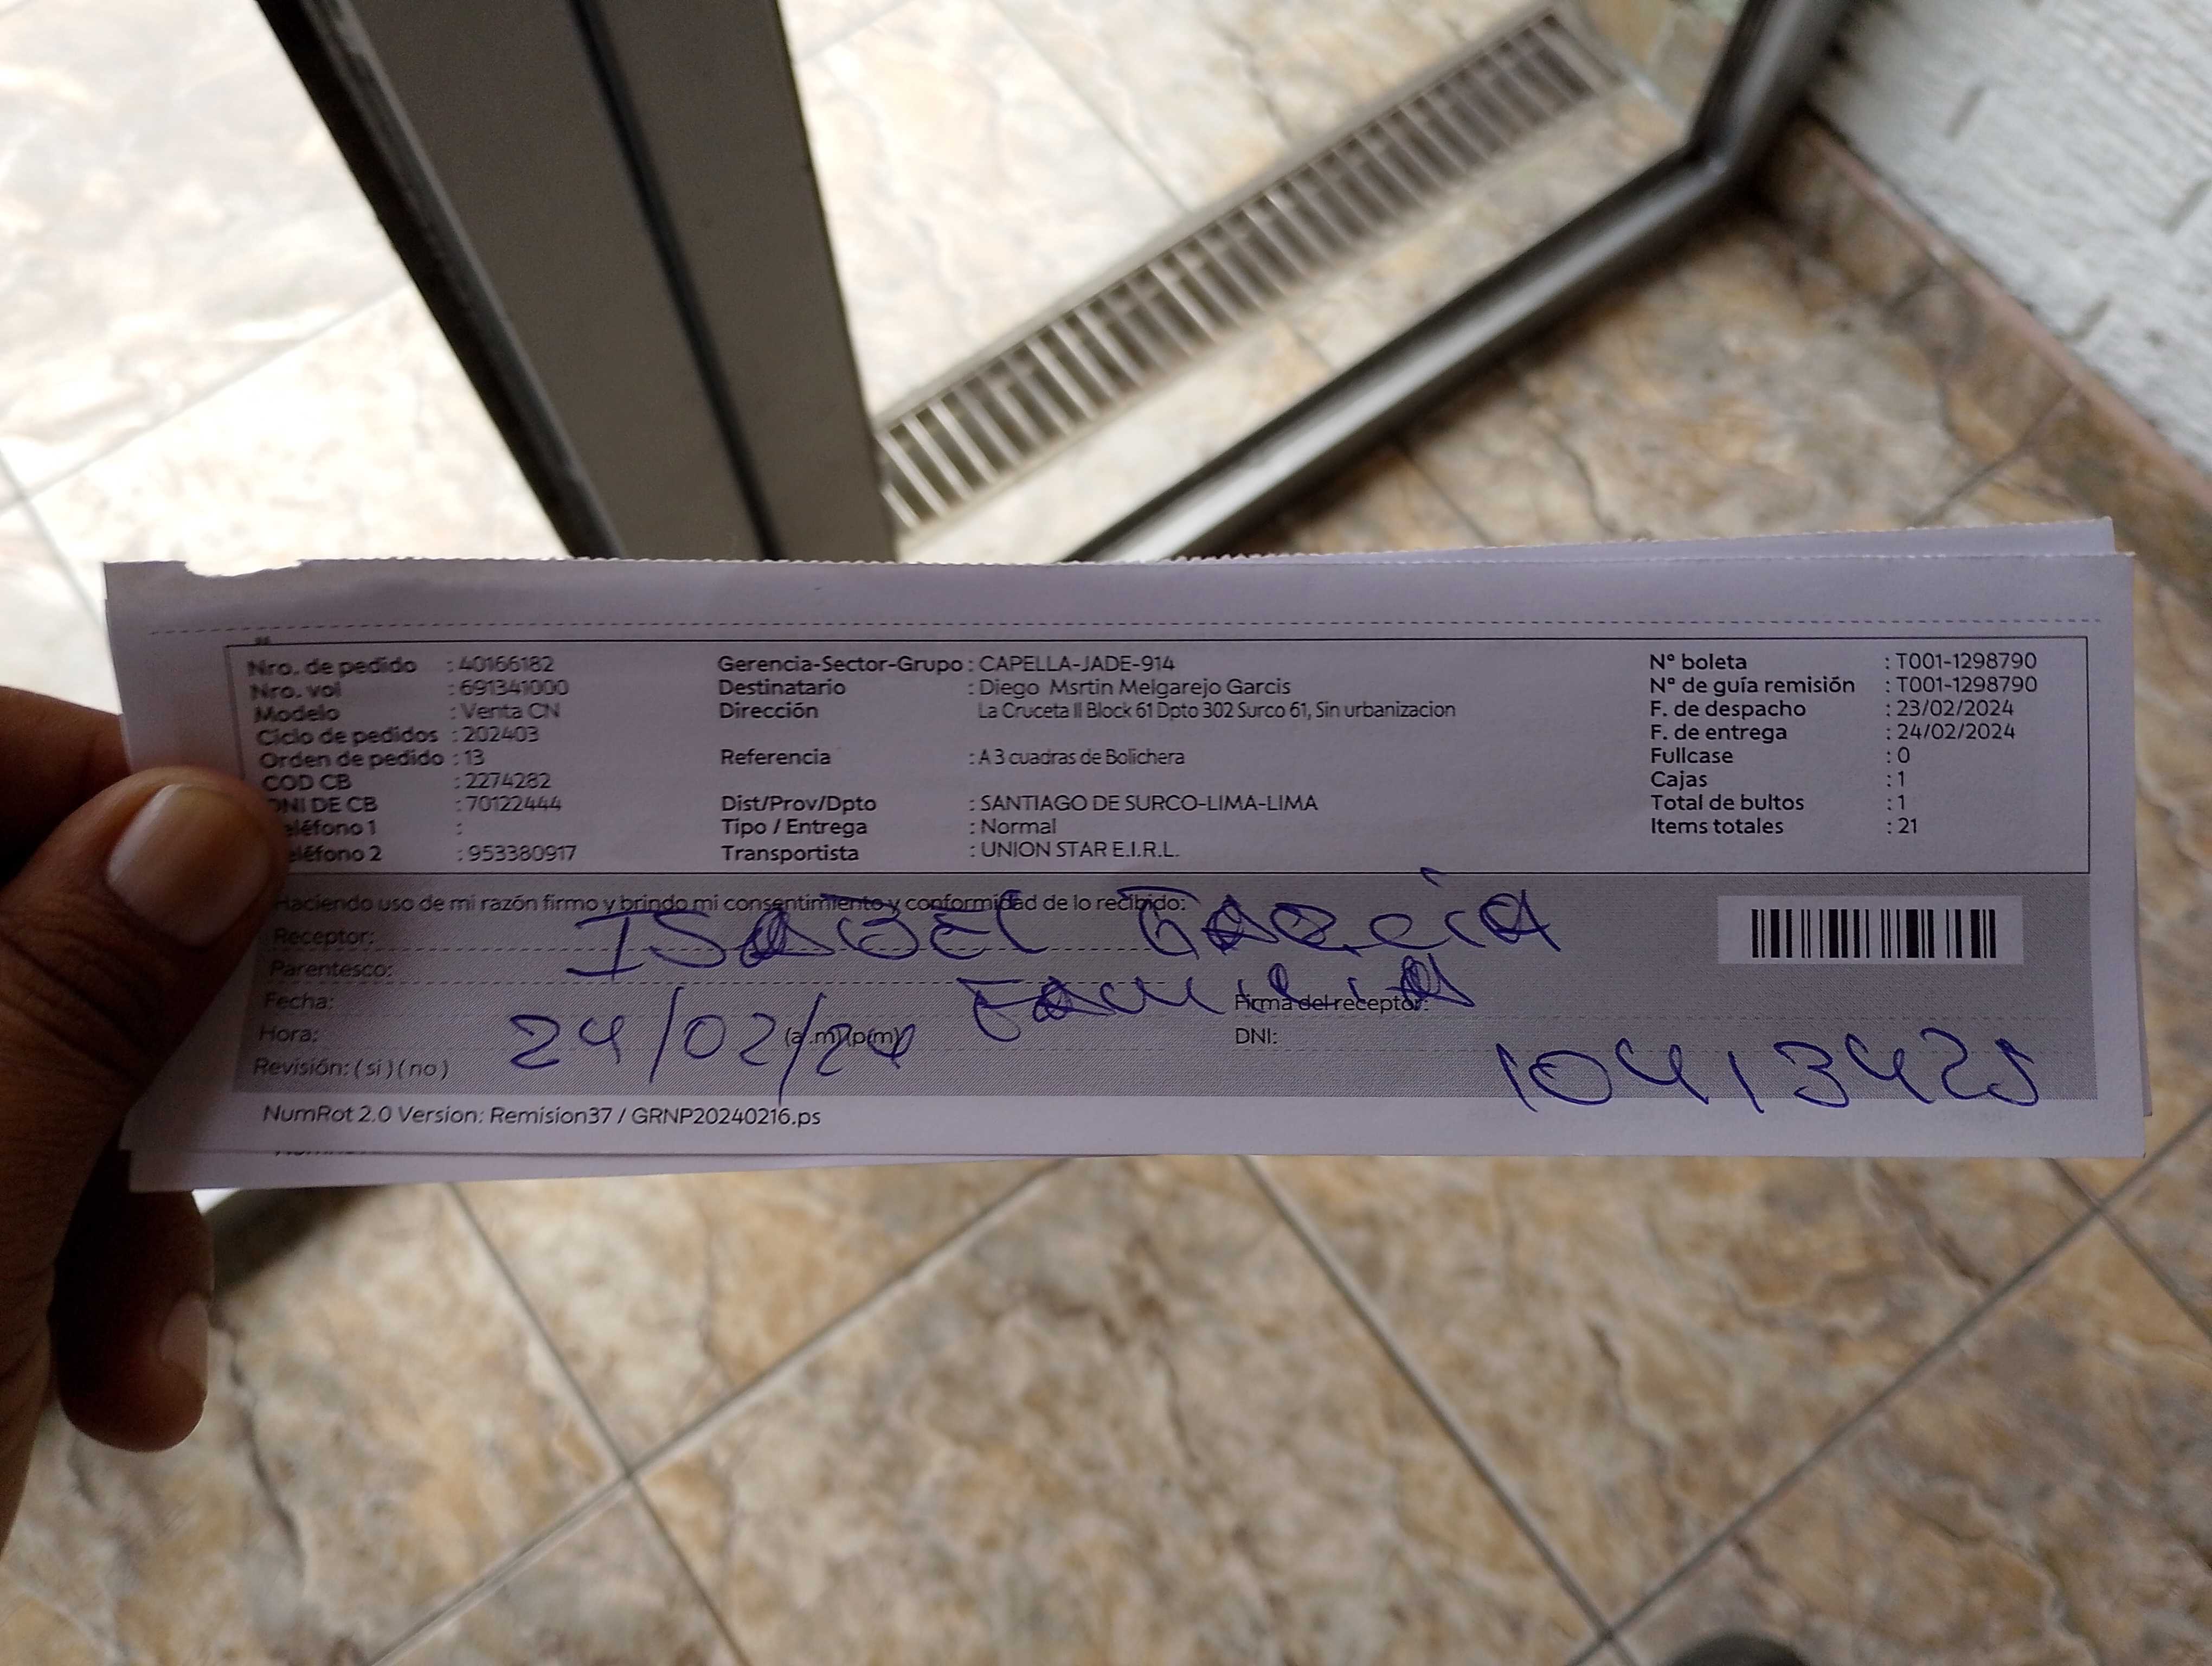 Nro. de pedido : 40166182
Nro. vol : 691341000
Modelo : Venta CN
Ciclo de pedidos : 202403
Orden de pedido : 13
COD CB : 2274282
DNI DE CB : 70122444
eléfono 1 :
eléfono 2 : 953380917
Gerencia-Sector-Grupo : CAPELLA-JADE-914
Destinatario : Diego Msrtin Melgarejo Garcis
Dirección La Cruceta II Block 61 Dpto 302 Surco 61, Sin urbanizacion
Referencia : A 3 cuadras de Bolichera
Dist/Prov/Dpto : SANTIAGO DE SURCO-LIMA-LIMA
Tipo / Entrega : Normal
Transportista : UNION STAR E.I.R.L.
N° boleta : T001-1298790
N° de guía remisión : T001-1298790
F. de despacho : 23/02/2024
F. de entrega : 24/02/2024
Fullcase : 0
Cajas : 1
Total de bultos : 1
Items totales : 21
Haciendo uso de mi razón firmo y brindo mi consentimiento y conformidad de lo recibido:
Receptor: ISABEL GARCÍA
Parentesco: Familia
Fecha: 24/02/24 Firma del receptor:
Hora: (a.m)(p.m) DNI: 10413425
Revisión: ( si ) ( no )
NumRot 2.0 Version: Remision37 / GRNP20240216.ps